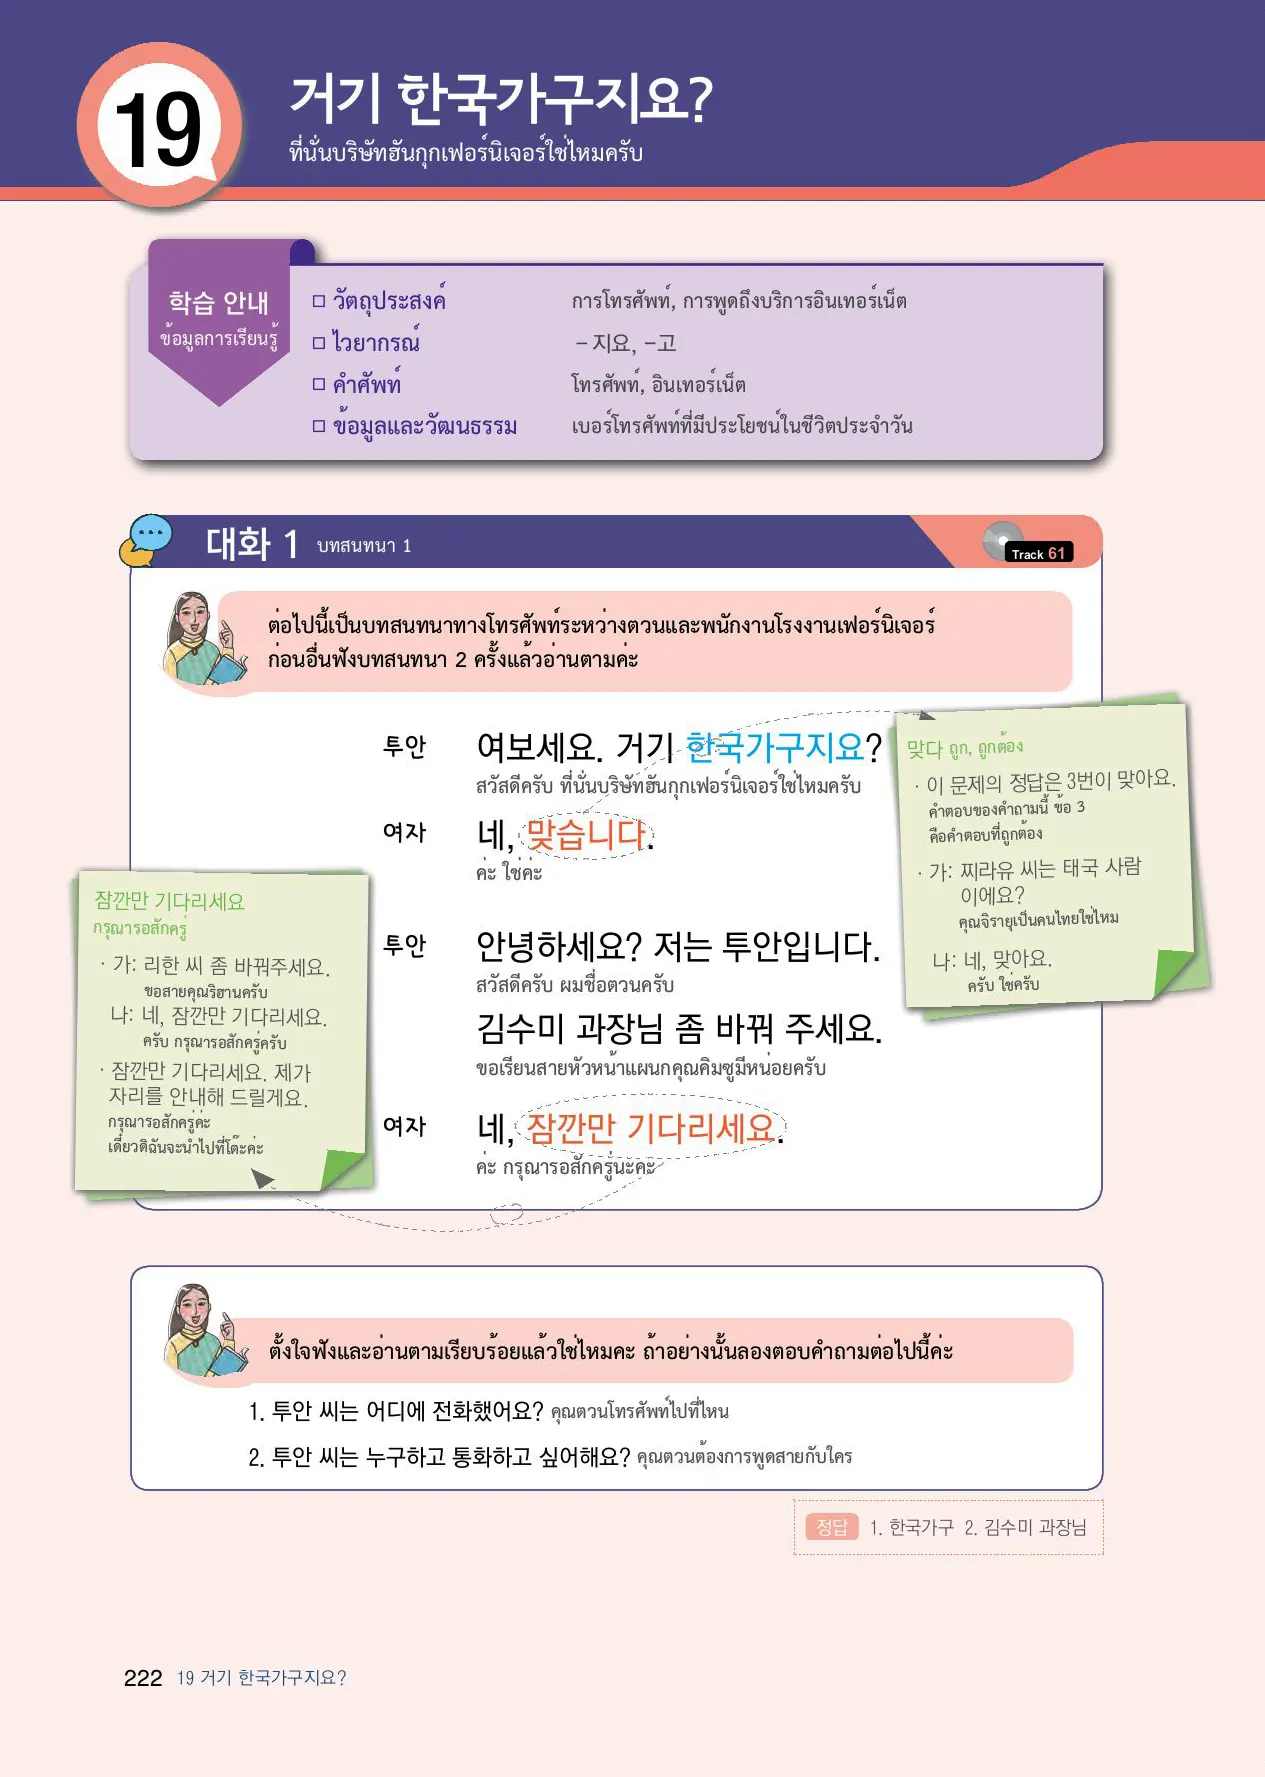 19
거기 한국가구지요?
ที่นั่นบริษัทฮันกุกเฟอร์นิเจอร์ใช่ไหมครับ
학습 안내
ข้อมูลการเรียนรู้
□ วัตถุประสงค์ การโทรศัพท์, การพูดถึงบริการอินเทอร์เน็ต
□ ไวยากรณ์ –지요, –고
□ คำศัพท์ โทรศัพท์, อินเทอร์เน็ต
□ ข้อมูลและวัฒนธรรม เบอร์โทรศัพท์ที่มีประโยชน์ในชีวิตประจำวัน
대화 1 บทสนทนา 1
Track 61
ต่อไปนี้เป็นบทสนทนาทางโทรศัพท์ระหว่างตวนและพนักงานโรงงานเฟอร์นิเจอร์
ก่อนอื่นฟังบทสนทนา 2 ครั้งแล้วอ่านตามค่ะ
투안 여보세요. 거기 한국가구지요?
สวัสดีครับ ที่นั่นบริษัทฮันกุกเฟอร์นิเจอร์ใช่ไหมครับ
여자 네, 맞습니다.
ค่ะ ใช่ค่ะ
투안 안녕하세요? 저는 투안입니다.
สวัสดีครับ ผมชื่อตวนครับ
김수미 과장님 좀 바꿔 주세요.
ขอเรียนสายหัวหน้าแผนกคุณคิมซูมีหน่อยครับ
여자 네, 잠깐만 기다리세요.
ค่ะ กรุณารอสักครู่นะคะ
맞다 ถูก, ถูกต้อง
· 이 문제의 정답은 3번이 맞아요.
คำตอบของคำถามนี้ ข้อ 3
คือคำตอบที่ถูกต้อง
· 가: 찌라유 씨는 태국 사람
이에요?
คุณจิรายุเป็นคนไทยใช่ไหม
나: 네, 맞아요.
ครับ ใช่ครับ
잠깐만 기다리세요
กรุณารอสักครู่
· 가: 리한 씨 좀 바꿔주세요.
ขอสายคุณริฮานครับ
나: 네, 잠깐만 기다리세요.
ครับ กรุณารอสักครู่ครับ
· 잠깐만 기다리세요. 제가
자리를 안내해 드릴게요.
กรุณารอสักครู่ค่ะ
เดี๋ยวดิฉันจะนำไปที่โต๊ะค่ะ
ตั้งใจฟังและอ่านตามเรียบร้อยแล้วใช่ไหมคะ ถ้าอย่างนั้นลองตอบคำถามต่อไปนี้ค่ะ
1. 투안 씨는 어디에 전화했어요? คุณตวนโทรศัพท์ไปที่ไหน
2. 투안 씨는 누구하고 통화하고 싶어해요? คุณตวนต้องการพูดสายกับใคร
정답 1. 한국가구 2. 김수미 과장님
222 19 거기 한국가구지요?